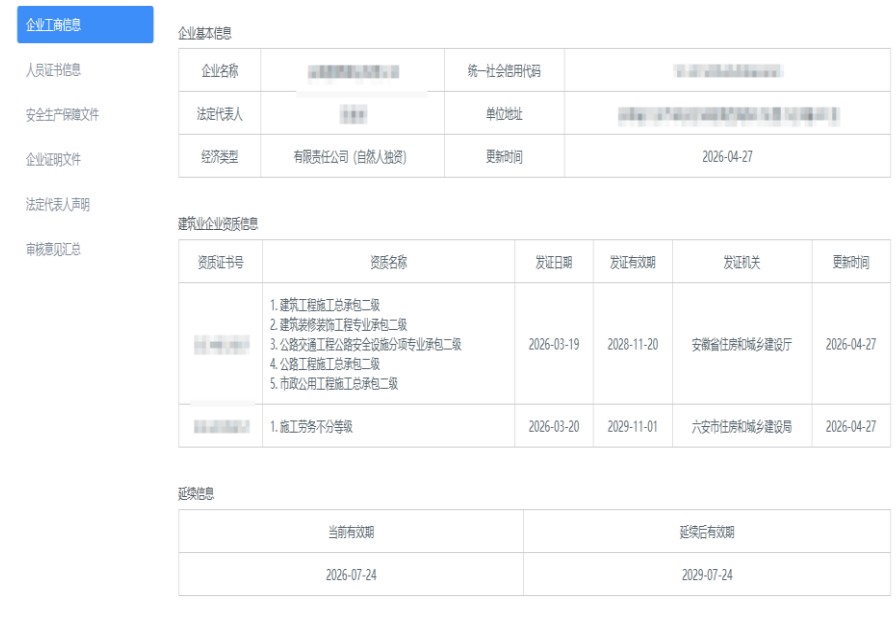 企业工商信息
人员证书信息
安全生产保障文件
企业证明文件
法定代表人声明
审核意见汇总
企业基本信息
企业名称 统一社会信用代码
法定代表人 单位地址
经济类型 有限责任公司（自然人独资） 更新时间 2026-04-27
建筑业企业资质信息
资质证书号 资质名称 发证日期 发证有效期 发证机关 更新时间
1. 建筑工程施工总承包二级
2. 建筑装修装饰工程专业承包二级
3. 公路交通工程公路安全设施分项专业承包二级 2026-03-19 2028-11-20 安徽省住房和城乡建设厅 2026-04-27
4. 公路工程施工总承包二级
5. 市政公用工程施工总承包二级
1. 施工劳务不分等级 2026-03-20 2029-11-01 六安市住房和城乡建设局 2026-04-27
延续信息
当前有效期 延续后有效期
2026-07-24 2029-07-24